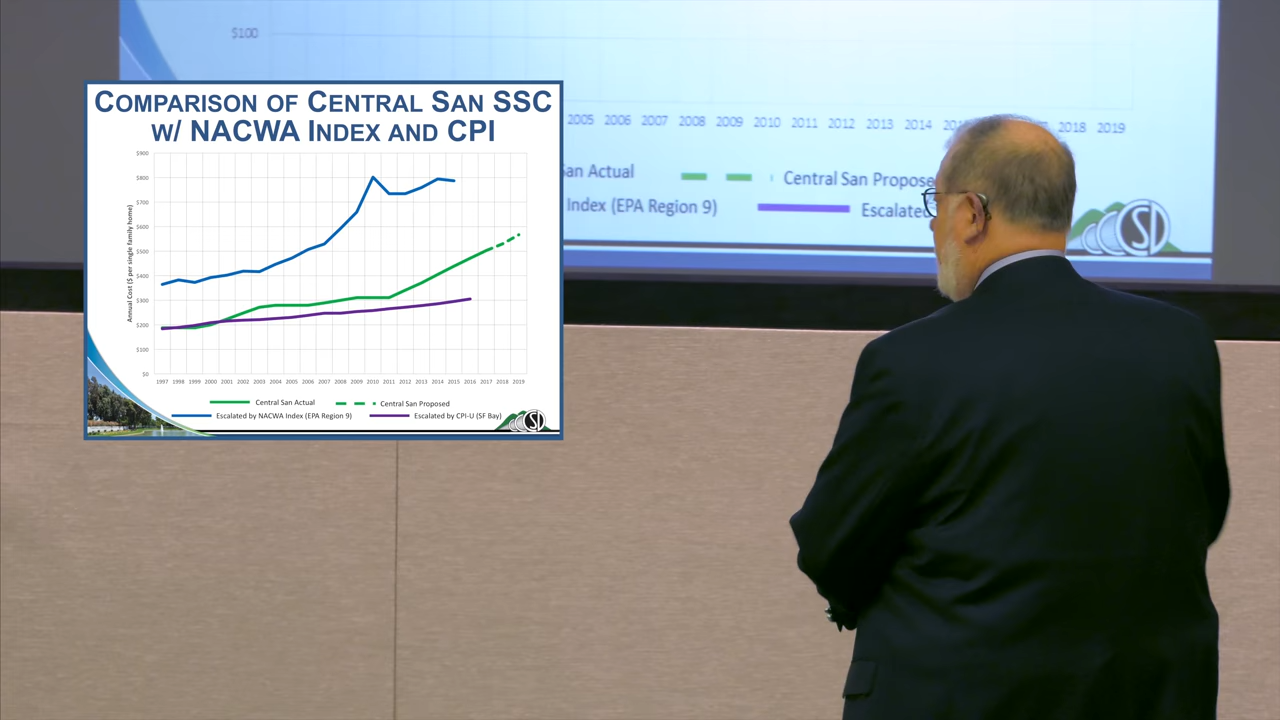 $100
2005 2006 2007 2008 2009 2010 2011 2012 2013 2014 2018 2019
San Actual
Central San Propose
Index (EPA Region 9)
Escalated
CSD
COMPARISON OF CENTRAL SAN SSC
W/ NACWA INDEX AND CPI
Annual Cost ($ per single family home)
$900
$800
$700
$600
$500
$400
$300
$200
$100
$0
1997 1998 1999 2000 2001 2002 2003 2004 2005 2006 2007 2008 2009 2010 2011 2012 2013 2014 2015 2016 2017 2018 2019
Central San Actual
Central San Proposed
Escalated by NACWA Index (EPA Region 9)
Escalated by CPI-U (SF Bay)
CSD